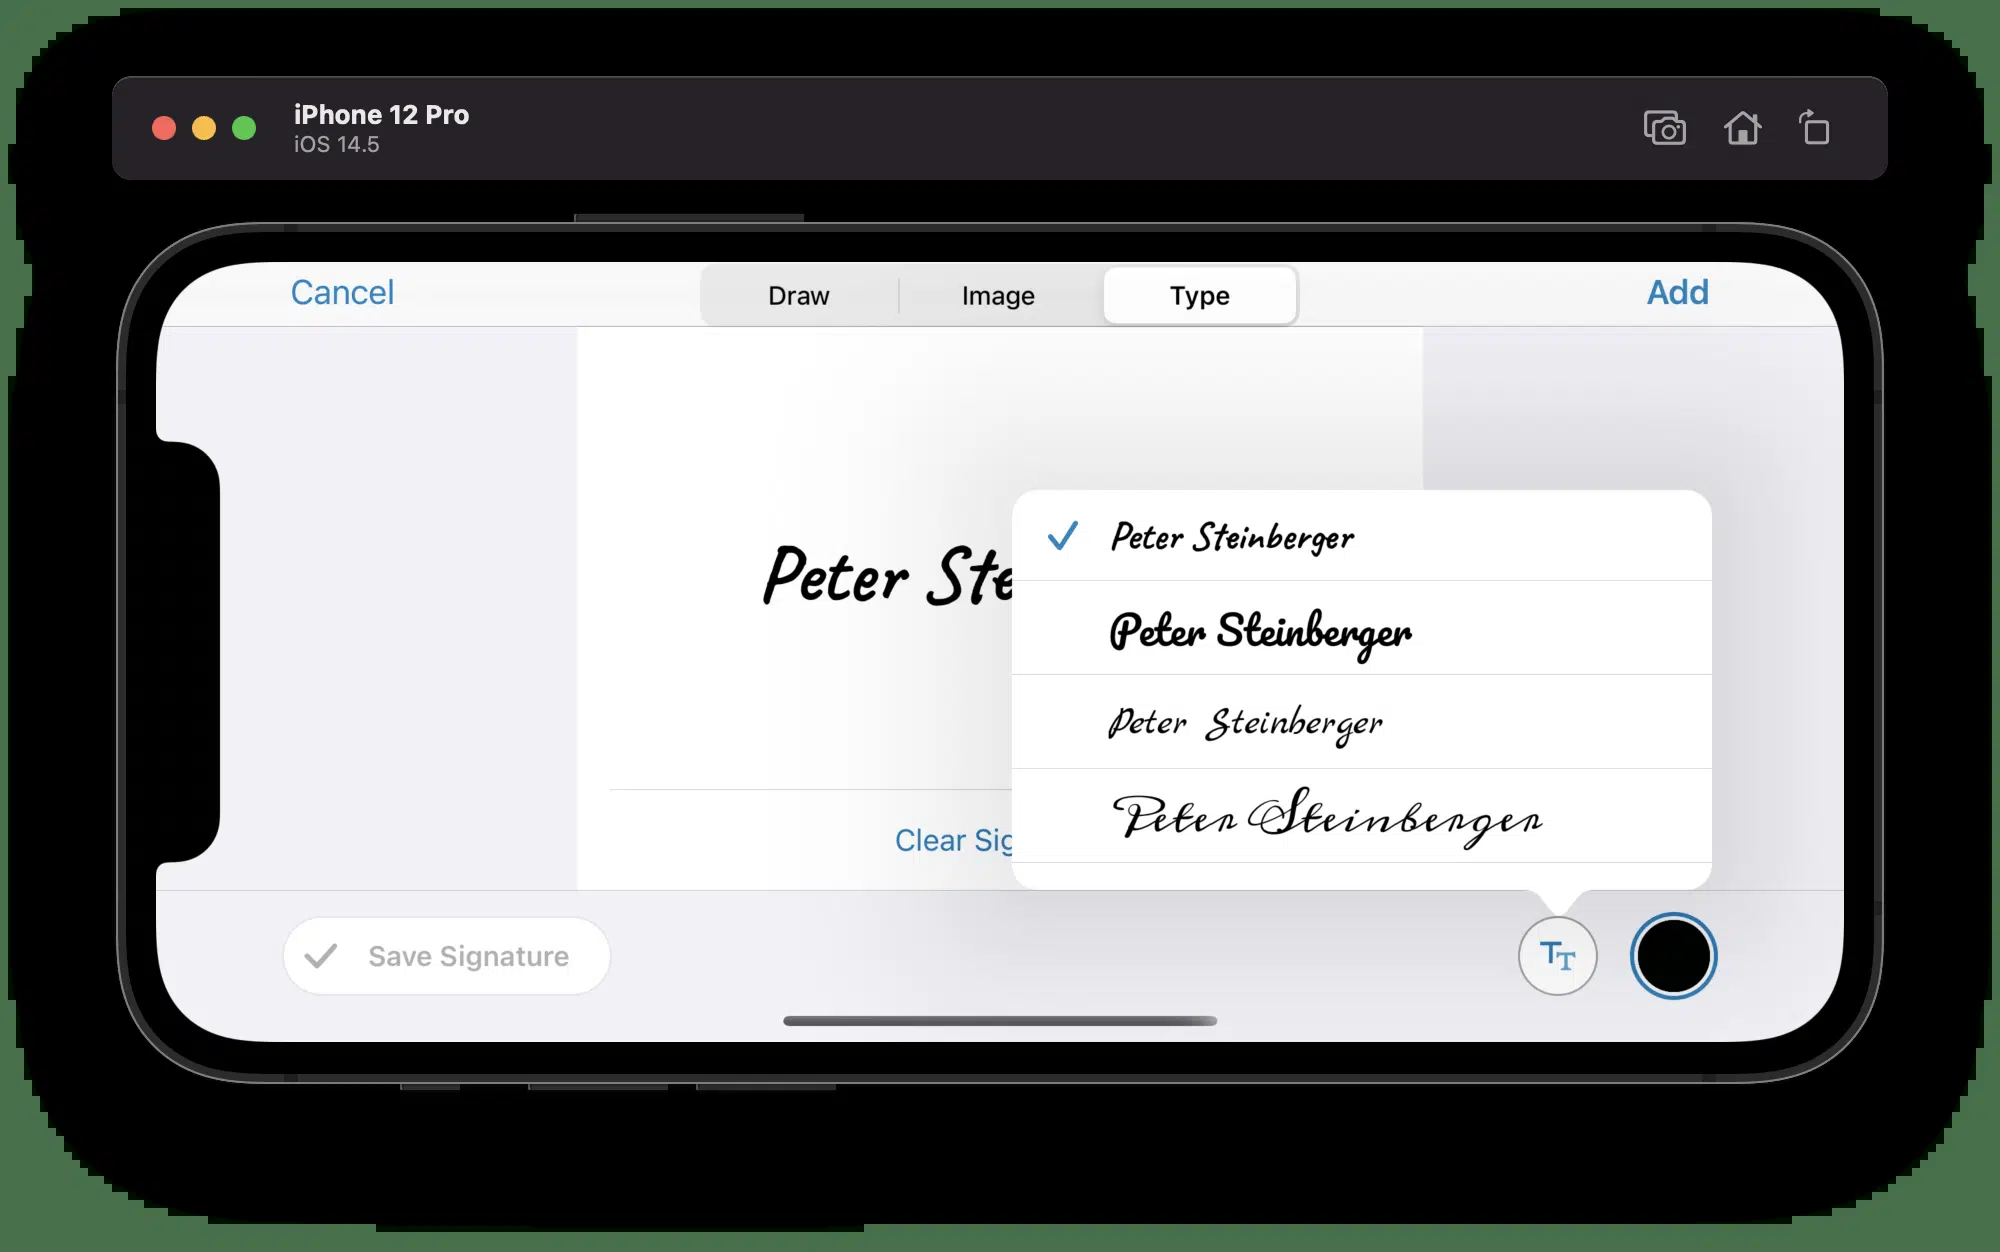 iPhone 12 Pro
iOS 14.5
Cancel
Draw
Image
Type
Add
Peter Ste
Peter Steinberger
Peter Steinberger
Peter Steinberger
Peter Steinberger
Clear Sig
Save Signature
TT